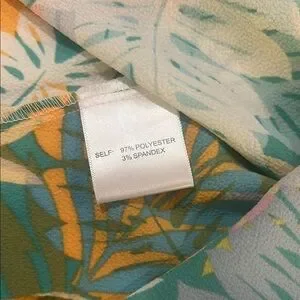 SELF: 97% POLYESTER
3% SPANDEX